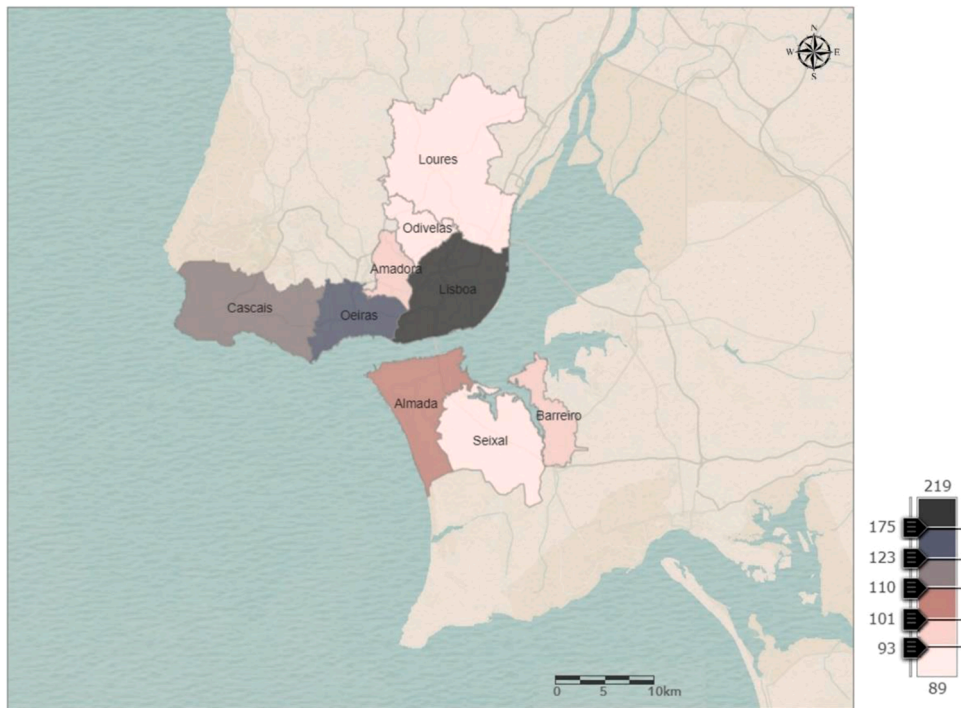 N
W E
S
Loures
Odivelas
Amadora
Lisboa
Cascais
Oeiras
Almada
Barreiro
Seixal
219
175
123
110
101
93
89
0 5 10km